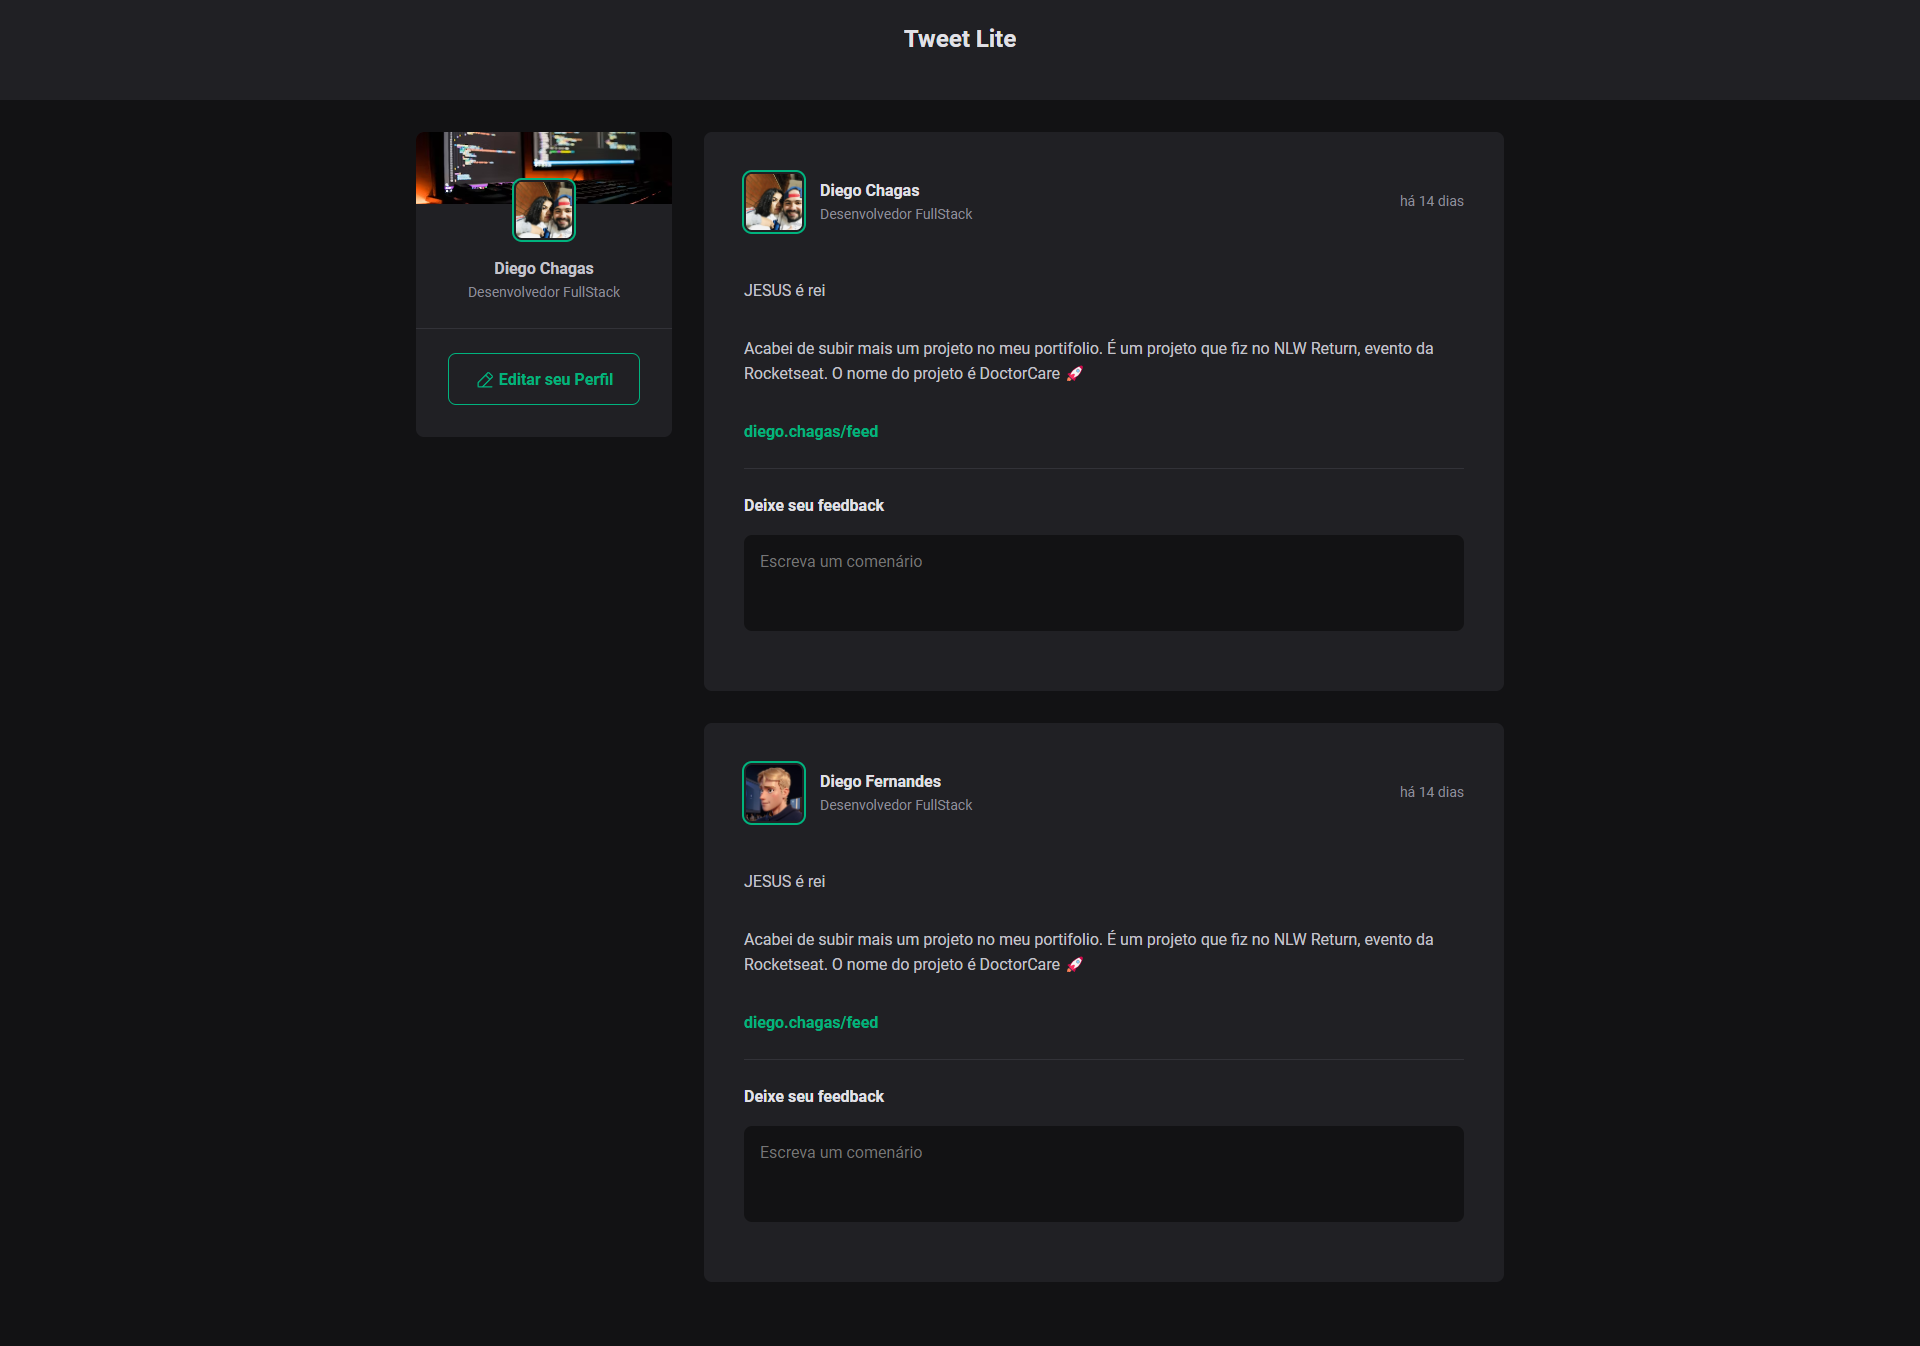 Tweet Lite
Diego Chagas
Desenvolvedor FullStack
Editar seu Perfil
Diego Chagas
Desenvolvedor FullStack
há 14 dias
JESUS é rei
Acabei de subir mais um projeto no meu portifolio. É um projeto que fiz no NLW Return, evento da
Rocketseat. O nome do projeto é DoctorCare 🚀
diego.chagas/feed
Deixe seu feedback
Escreva um comenário
Diego Fernandes
Desenvolvedor FullStack
há 14 dias
JESUS é rei
Acabei de subir mais um projeto no meu portifolio. É um projeto que fiz no NLW Return, evento da
Rocketseat. O nome do projeto é DoctorCare 🚀
diego.chagas/feed
Deixe seu feedback
Escreva um comenário